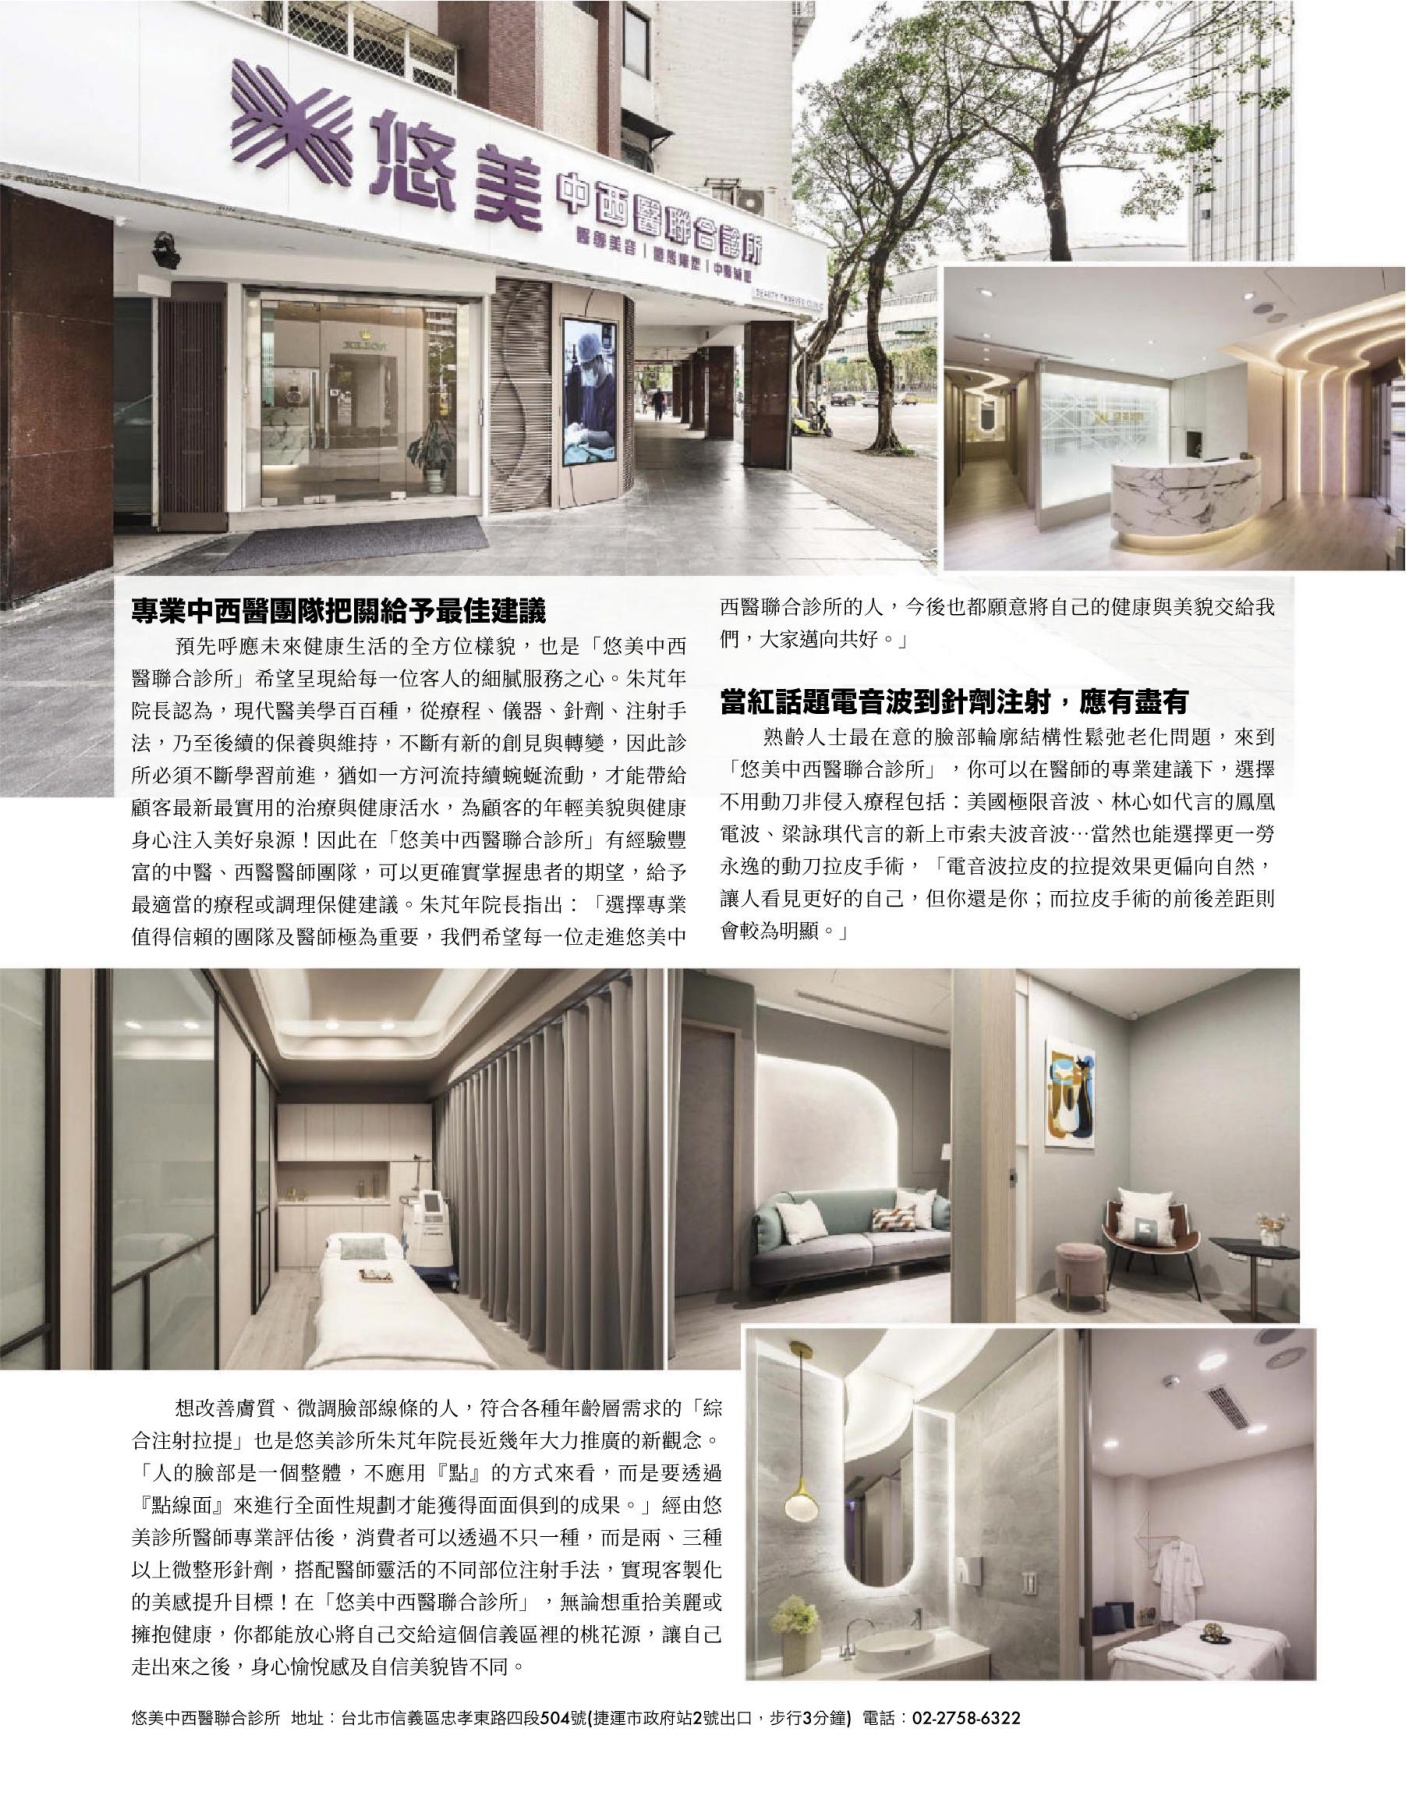 悠美 中西醫聯合診所
醫學美容｜體態雕塑｜中醫調理
專業中西醫團隊把關給予最佳建議
預先呼應未來健康生活的全方位樣貌，也是「悠美中西
醫聯合診所」希望呈現給每一位客人的細膩服務之心。朱芃年
院長認為，現代醫美學百百種，從療程、儀器、針劑、注射手
法，乃至後續的保養與維持，不斷有新的創見與轉變，因此診
所必須不斷學習前進，猶如一方河流持續蜿蜒流動，才能帶給
顧客最新最實用的治療與健康活水，為顧客的年輕美貌與健康
身心注入美好泉源！因此在「悠美中西醫聯合診所」有經驗豐
富的中醫、西醫醫師團隊，可以更確實掌握患者的期望，給予
最適當的療程或調理保健建議。朱芃年院長指出：「選擇專業
值得信賴的團隊及醫師極為重要，我們希望每一位走進悠美中
西醫聯合診所的人，今後也都願意將自己的健康與美貌交給我
們，大家邁向共好。」
當紅話題電音波到針劑注射，應有盡有
熟齡人士最在意的臉部輪廓結構性鬆弛老化問題，來到
「悠美中西醫聯合診所」，你可以在醫師的專業建議下，選擇
不用動刀非侵入療程包括：美國極限音波、林心如代言的鳳凰
電波、梁詠琪代言的新上市索夫波音波…當然也能選擇更一勞
永逸的動刀拉皮手術，「電音波拉皮的拉提效果更偏向自然，
讓人看見更好的自己，但你還是你；而拉皮手術的前後差距則
會較為明顯。」
想改善膚質、微調臉部線條的人，符合各種年齡層需求的「綜
合注射拉提」也是悠美診所朱芃年院長近幾年大力推廣的新觀念。
「人的臉部是一個整體，不應用『點』的方式來看，而是要透過
『點線面』來進行全面性規劃才能獲得面面俱到的成果。」經由悠
美診所醫師專業評估後，消費者可以透過不只一種，而是兩、三種
以上微整形針劑，搭配醫師靈活的不同部位注射手法，實現客製化
的美感提升目標！在「悠美中西醫聯合診所」，無論想重拾美麗或
擁抱健康，你都能放心將自己交給這個信義區裡的桃花源，讓自己
走出來之後，身心愉悅感及自信美貌皆不同。
悠美中西醫聯合診所 地址：台北市信義區忠孝東路四段504號(捷運市政府站2號出口，步行3分鐘) 電話：02-2758-6322